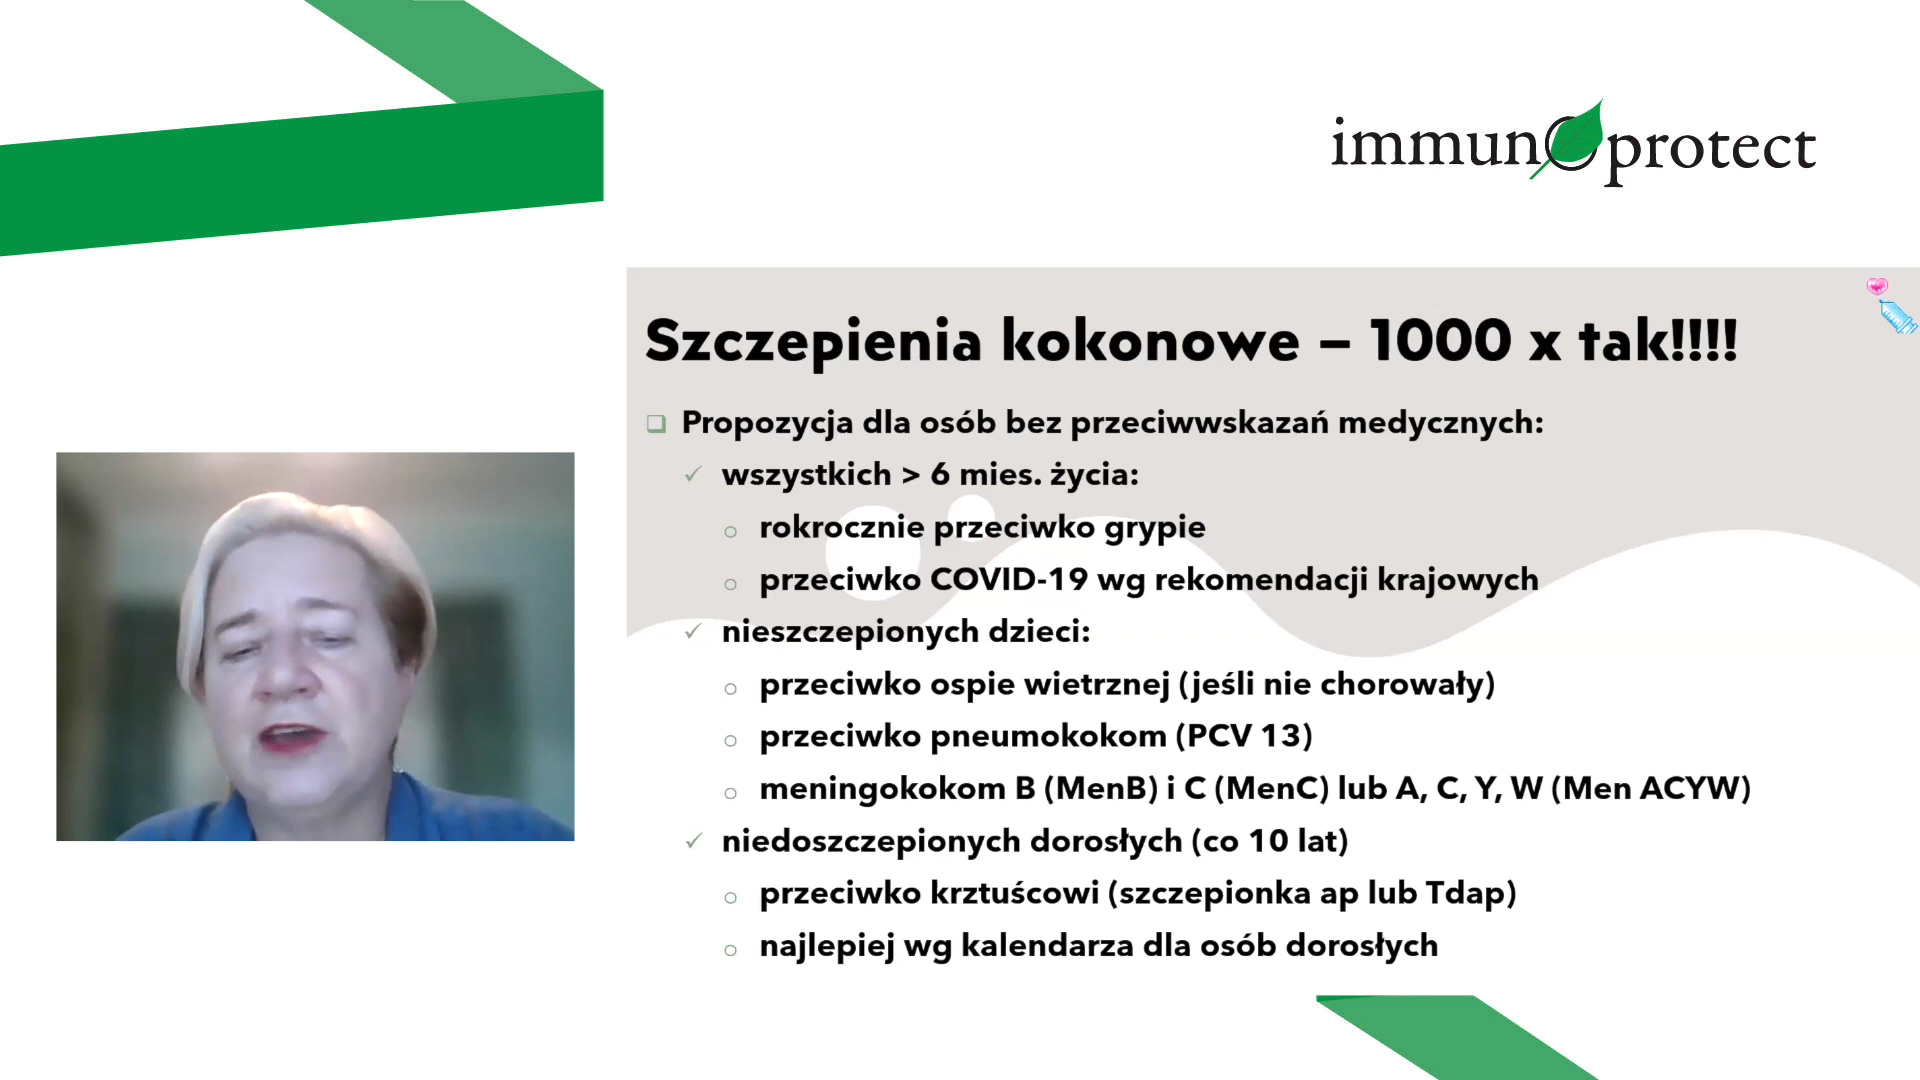 immunoprotect
Szczepienia kokonowe – 1000 x tak!!!!
Propozycja dla osób bez przeciwwskazań medycznych:
wszystkich > 6 mies. życia:
rokrocznie przeciwko grypie
przeciwko COVID-19 wg rekomendacji krajowych
nieszczepionych dzieci:
przeciwko ospie wietrznej (jeśli nie chorowały)
przeciwko pneumokokom (PCV 13)
meningokokom B (MenB) i C (MenC) lub A, C, Y, W (Men ACYW)
niedoszczepionych dorosłych (co 10 lat)
przeciwko krztuścowi (szczepionka ap lub Tdap)
najlepiej wg kalendarza dla osób dorosłych